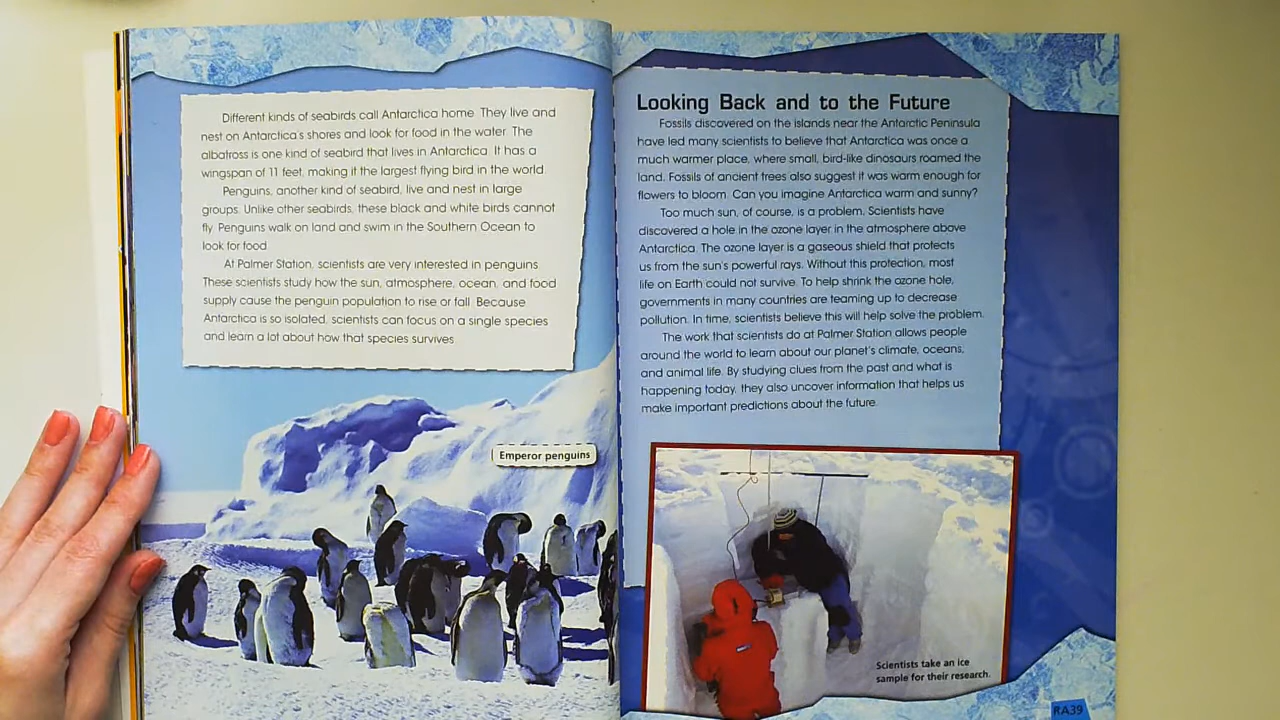 Different kinds of seabirds call Antarctica home. They live and
nest on Antarctica's shores and look for food in the water. The
albatross is one kind of seabird that lives in Antarctica. It has a
wingspan of 11 feet, making it the largest flying bird in the world.
Penguins, another kind of seabird, live and nest in large
groups. Unlike other seabirds, these black and white birds cannot
fly. Penguins walk on land and swim in the Southern Ocean to
look for food.
At Palmer Station, scientists are very interested in penguins.
These scientists study how the sun, atmosphere, ocean, and food
supply cause the penguin population to rise or fall. Because
Antarctica is so isolated, scientists can focus on a single species
and learn a lot about how that species survives.
Emperor penguins
Looking Back and to the Future
Fossils discovered on the islands near the Antarctic Peninsula
have led many scientists to believe that Antarctica was once a
much warmer place, where small, bird-like dinosaurs roamed the
land. Fossils of ancient trees also suggest it was warm enough for
flowers to bloom. Can you imagine Antarctica warm and sunny?
Too much sun, of course, is a problem. Scientists have
discovered a hole in the ozone layer in the atmosphere above
Antarctica. The ozone layer is a gaseous shield that protects
us from the sun's powerful rays. Without this protection, most
life on Earth could not survive. To help shrink the ozone hole,
governments in many countries are teaming up to decrease
pollution. In time, scientists believe this will help solve the problem.
The work that scientists do at Palmer Station allows people
around the world to learn about our planet's climate, oceans,
and animal life. By studying clues from the past and what is
happening today, they also uncover information that helps us
make important predictions about the future.
Scientists take an ice
sample for their research.
RA39